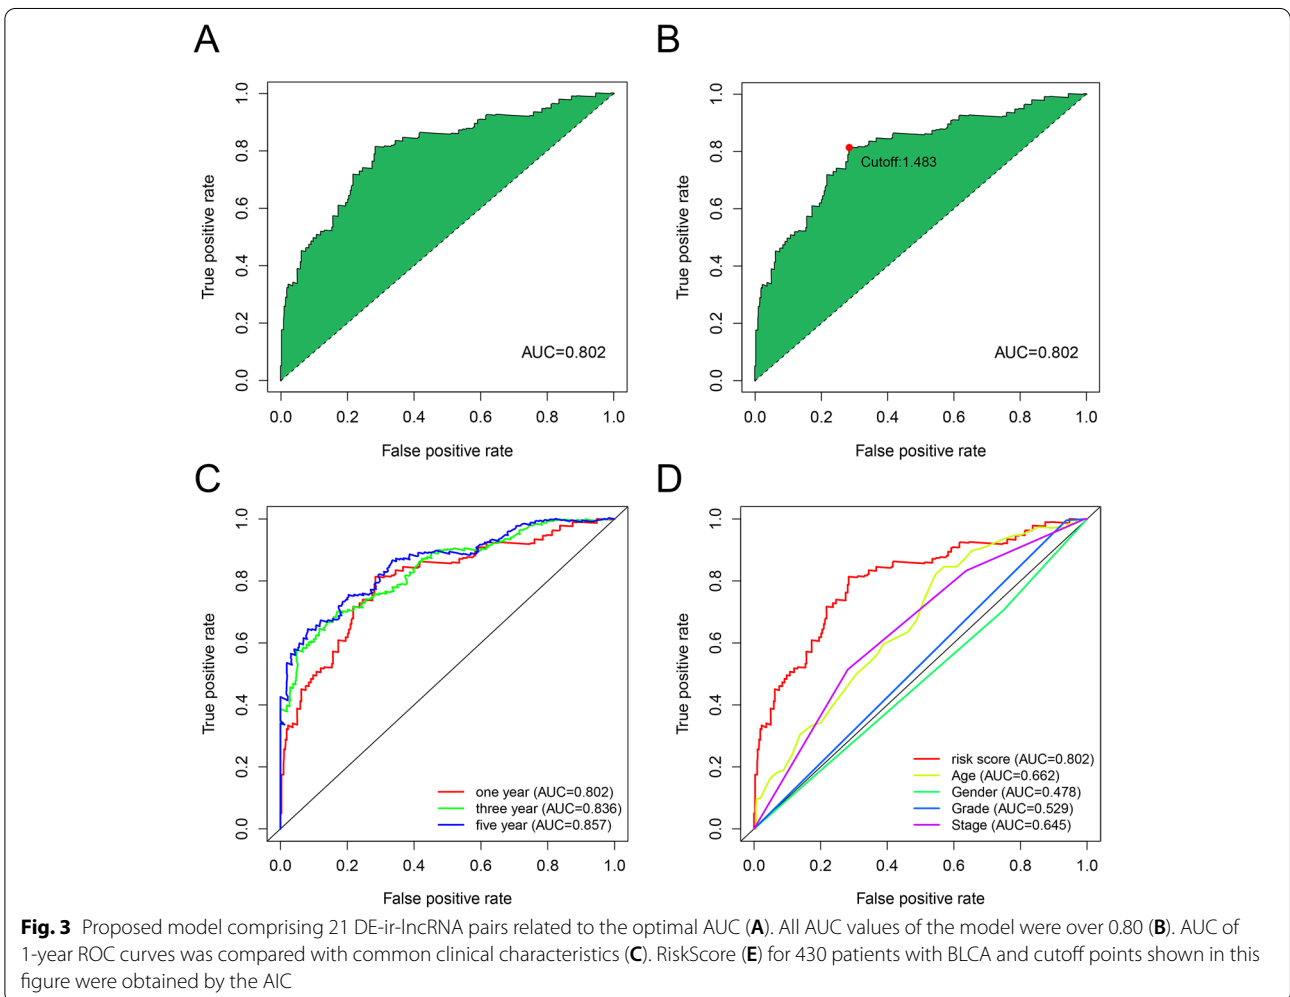 A
1.0
0.8
0.6
0.4
0.2
0.0
True positive rate
AUC=0.802
0.0 0.2 0.4 0.6 0.8 1.0
False positive rate
B
1.0
0.8
0.6
0.4
0.2
0.0
True positive rate
Cutoff:1.483
AUC=0.802
0.0 0.2 0.4 0.6 0.8 1.0
False positive rate
C
1.0
0.8
0.6
0.4
0.2
0.0
True positive rate
one year (AUC=0.802)
three year (AUC=0.836)
five year (AUC=0.857)
0.0 0.2 0.4 0.6 0.8 1.0
False positive rate
D
1.0
0.8
0.6
0.4
0.2
0.0
True positive rate
risk score (AUC=0.802)
Age (AUC=0.662)
Gender (AUC=0.478)
Grade (AUC=0.529)
Stage (AUC=0.645)
0.0 0.2 0.4 0.6 0.8 1.0
False positive rate
Fig. 3 Proposed model comprising 21 DE-ir-lncRNA pairs related to the optimal AUC (A). All AUC values of the model were over 0.80 (B). AUC of
1-year ROC curves was compared with common clinical characteristics (C). RiskScore (E) for 430 patients with BLCA and cutoff points shown in this
figure were obtained by the AIC